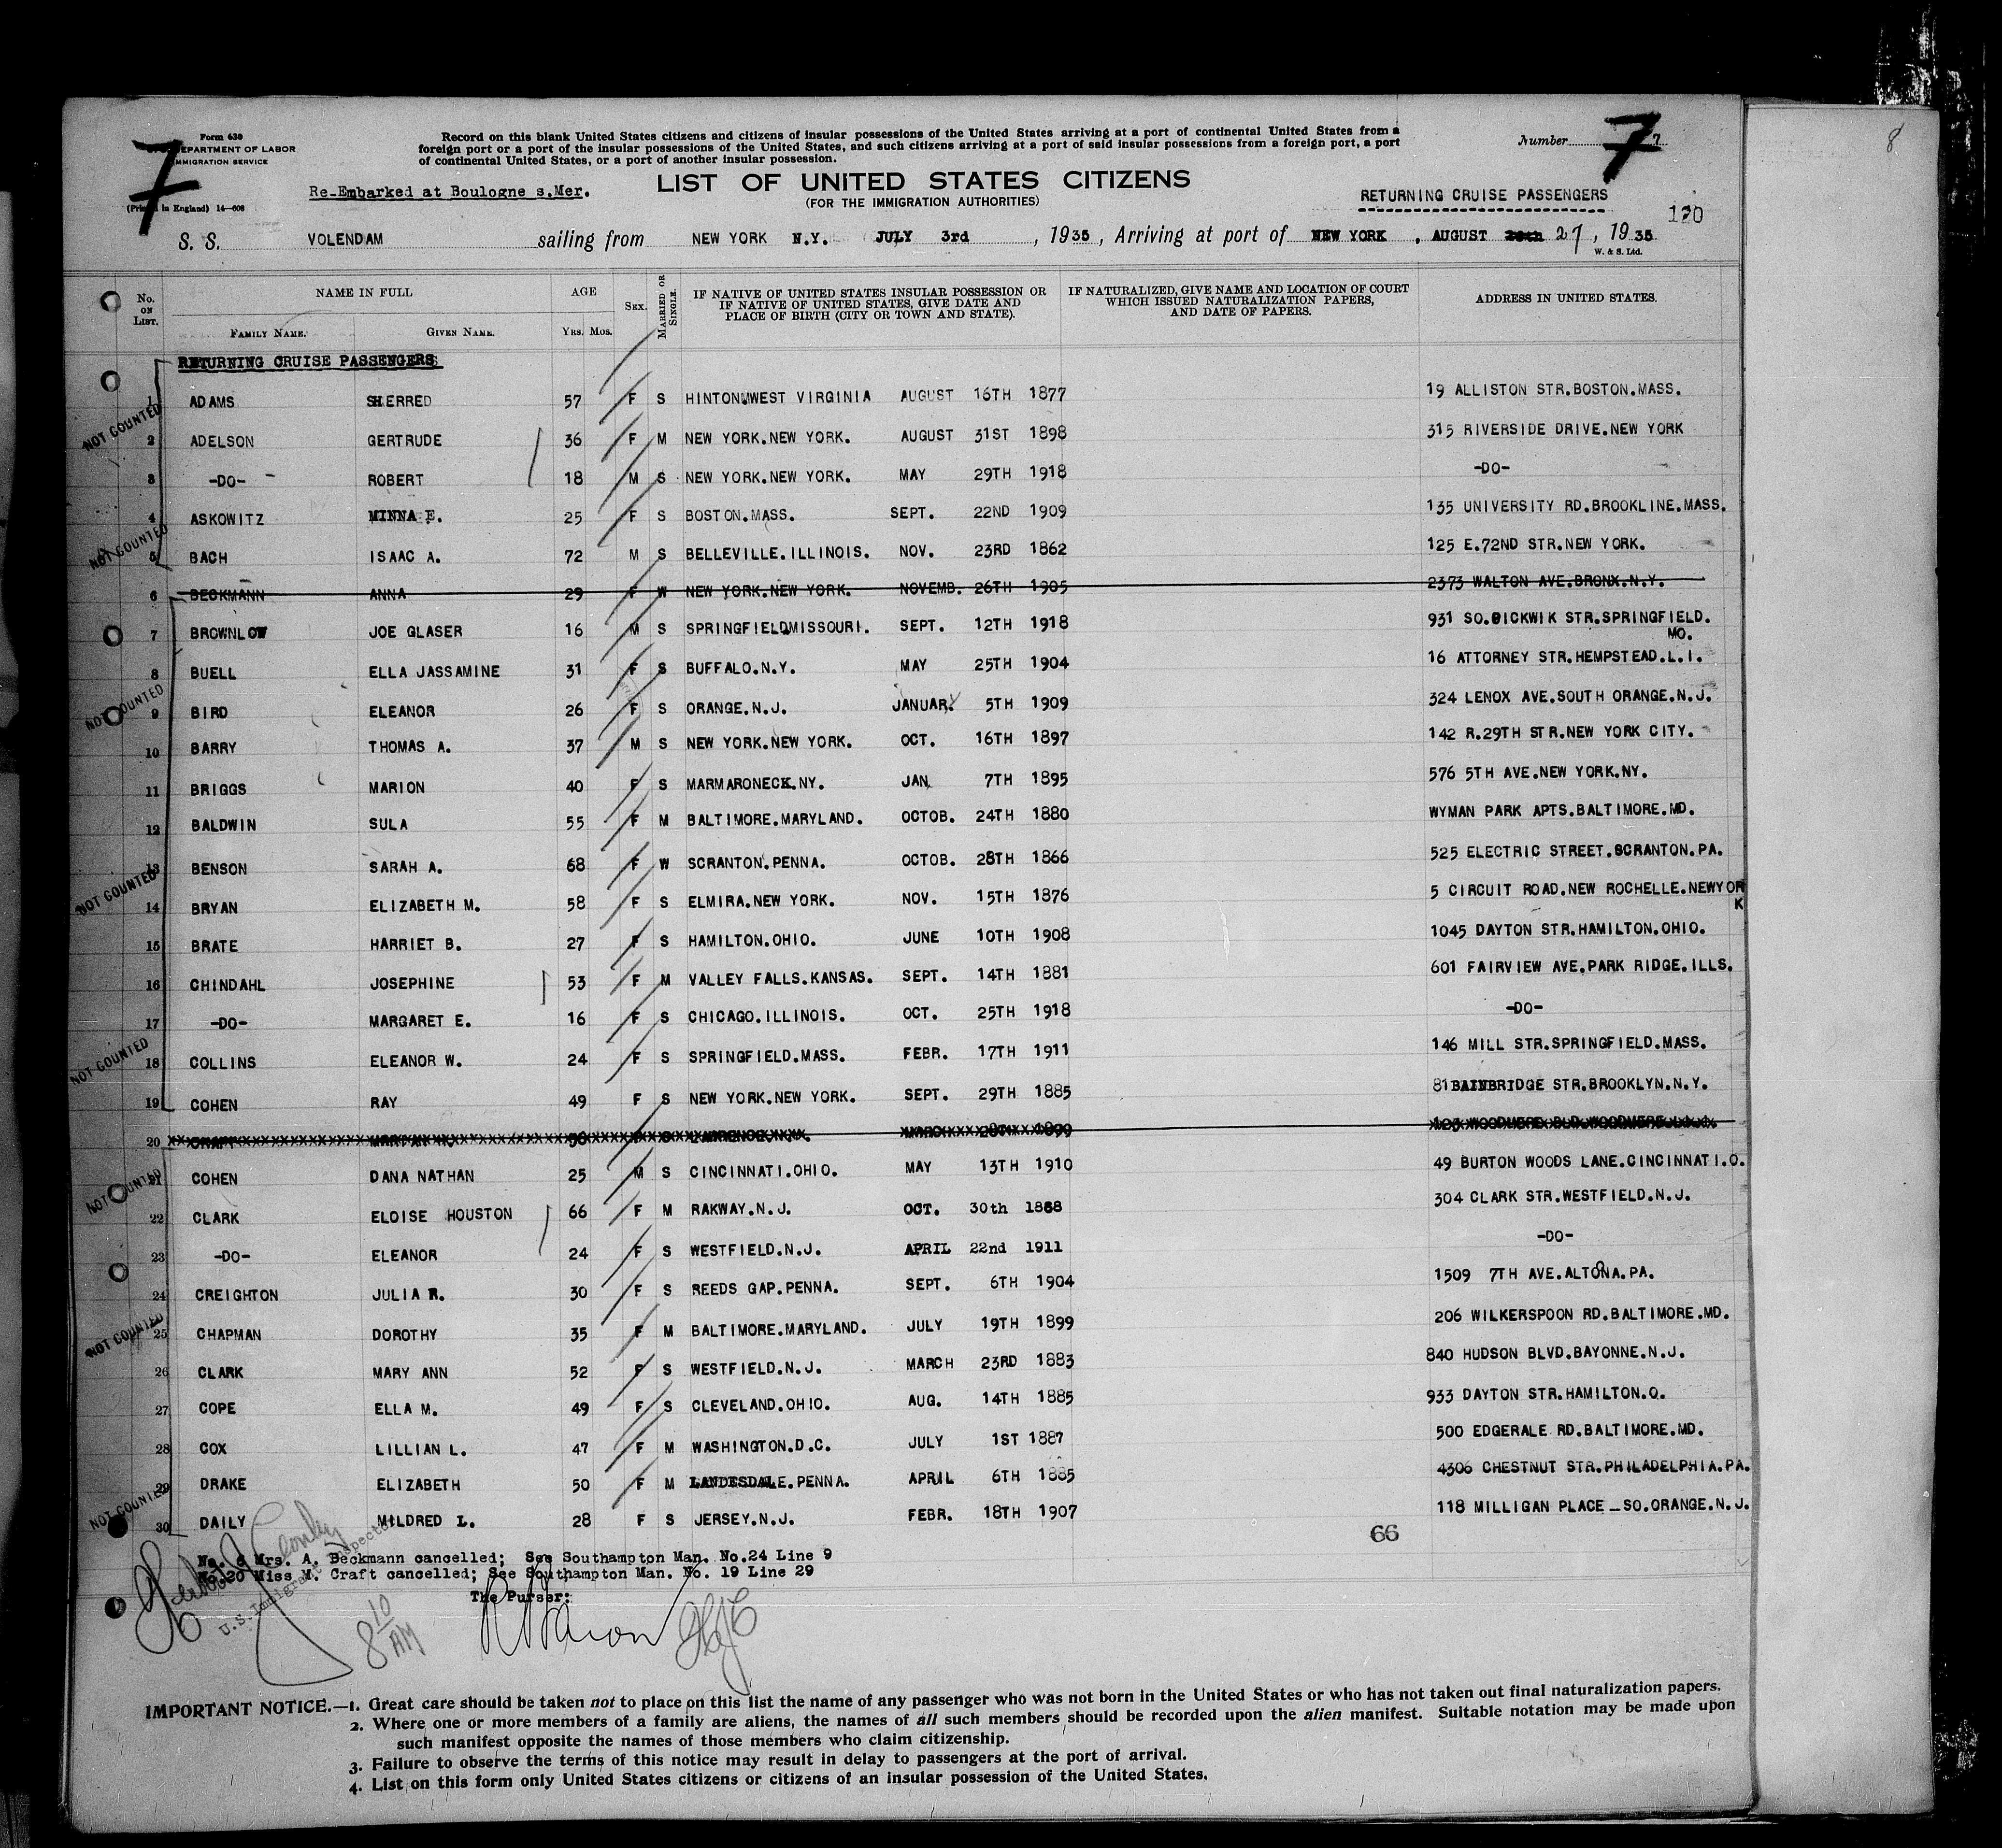 Form 630
DEPARTMENT OF LABOR
IMMIGRATION SERVICE
(Printed in England) 14—608
7
Record on this blank United States citizens and citizens of insular possessions of the United States arriving at a port of continental United States from a
foreign port or a port of the insular possessions of the United States, and such citizens arriving at a port of said insular possessions from a foreign port, a port
of continental United States, or a port of another insular possession.
Number 7
7
8
Re-Embarked at Boulogne s.Mer.
LIST OF UNITED STATES CITIZENS
(FOR THE IMMIGRATION AUTHORITIES)
RETURNING CRUISE PASSENGERS
130
S. S. VOLENDAM sailing from NEW YORK N.Y. JULY 3rd, 1935, Arriving at port of NEW YORK, AUGUST 27, 1935
W. & S. Ltd.
No. ON LIST. NAME IN FULL FAMILY NAME. GIVEN NAME. AGE YRS. MOS. SEX. MARRIED OR SINGLE. IF NATIVE OF UNITED STATES INSULAR POSSESSION OR IF NATIVE OF UNITED STATES, GIVE DATE AND PLACE OF BIRTH (CITY OR TOWN AND STATE). IF NATURALIZED, GIVE NAME AND LOCATION OF COURT WHICH ISSUED NATURALIZATION PAPERS, AND DATE OF PAPERS. ADDRESS IN UNITED STATES.
RETURNING CRUISE PASSENGERS
1 ADAMS SHERRED 57 F S HINTON.WEST VIRGINIA AUGUST 16TH 1877 19 ALLISTON STR.BOSTON.MASS.
NOT COUNTED
2 ADELSON GERTRUDE 36 F M NEW YORK.NEW YORK. AUGUST 31ST 1898 315 RIVERSIDE DRIVE.NEW YORK
3 -DO- ROBERT 18 M S NEW YORK.NEW YORK. MAY 29TH 1918 -DO-
4 ASKOWITZ MINNA E. 25 F S BOSTON.MASS. SEPT. 22ND 1909 135 UNIVERSITY RD.BROOKLINE.MASS.
NOT COUNTED
5 BACH ISAAC A. 72 M S BELLEVILLE.ILLINOIS. NOV. 23RD 1862 125 E.72ND STR.NEW YORK.
6 BECKMANN ANNA 29 F W NEW YORK.NEW YORK. NOVEMB. 26TH 1905 2373 WALTON AVE.BRONX.N.Y.
7 BROWNLOW JOE GLASER 16 M S SPRINGFIELD.MISSOURI. SEPT. 12TH 1918 931 SO.PICKWIK STR.SPRINGFIELD.
MO.
8 BUELL ELLA JASSAMINE 31 F S BUFFALO.N.Y. MAY 25TH 1904 16 ATTORNEY STR.HEMPSTEAD.L.I.
NOT COUNTED
9 BIRD ELEANOR 26 F S ORANGE.N.J. JANUARY 5TH 1909 324 LENOX AVE.SOUTH ORANGE.N.J.
10 BARRY THOMAS A. 37 M S NEW YORK.NEW YORK. OCT. 16TH 1897 142 R.29TH STR.NEW YORK CITY.
11 BRIGGS MARION 40 F S MARMARONECK.NY. JAN. 7TH 1895 576 5TH AVE.NEW YORK.NY.
12 BALDWIN SULA 55 F M BALTIMORE.MARYLAND. OCTOB. 24TH 1880 WYMAN PARK APTS.BALTIMORE.MD.
13 BENSON SARAH A. 68 F W SCRANTON.PENNA. OCTOB. 28TH 1866 525 ELECTRIC STREET.SCRANTON.PA.
NOT COUNTED
14 BRYAN ELIZABETH M. 58 F S ELMIRA.NEW YORK. NOV. 15TH 1876 5 CIRCUIT ROAD.NEW ROCHELLE.NEWYOR
K
15 BRATE HARRIET B. 27 F S HAMILTON.OHIO. JUNE 10TH 1908 1045 DAYTON STR.HAMILTON.OHIO.
16 CHINDAHL JOSEPHINE 53 F M VALLEY FALLS.KANSAS. SEPT. 14TH 1881 601 FAIRVIEW AVE.PARK RIDGE.ILLS.
17 -DO- MARGARET E. 16 F S CHICAGO.ILLINOIS. OCT. 25TH 1918 -DO-
NOT COUNTED
18 COLLINS ELEANOR W. 24 F S SPRINGFIELD.MASS. FEBR. 17TH 1911 146 MILL STR.SPRINGFIELD.MASS.
19 COHEN RAY 49 F S NEW YORK.NEW YORK. SEPT. 29TH 1885 81 BAINBRIDGE STR.BROOKLYN.N.Y.
20 CRAFT
NOT COUNTED
21 COHEN DANA NATHAN 25 M S CINCINNATI.OHIO. MAY 13TH 1910 49 BURTON WOODS LANE.CINCINNATI.O.
22 CLARK ELOISE HOUSTON 66 F M RAKWAY.N.J. OCT. 30th 1868 304 CLARK STR.WESTFIELD.N.J.
23 -DO- ELEANOR 24 F S WESTFIELD.N.J. APRIL 22nd 1911 -DO-
24 CREIGHTON JULIA R. 30 F S REEDS GAP.PENNA. SEPT. 6TH 1904 1509 7TH AVE.ALTONA.PA.
NOT COUNTED
25 CHAPMAN DOROTHY 35 F M BALTIMORE.MARYLAND. JULY 19TH 1899 206 WILKERSPOON RD.BALTIMORE.MD.
26 CLARK MARY ANN 52 F S WESTFIELD.N.J. MARCH 23RD 1883 840 HUDSON BLVD.BAYONNE.N.J.
27 COPE ELLA M. 49 F S CLEVELAND.OHIO. AUG. 14TH 1885 933 DAYTON STR.HAMILTON.O.
28 COX LILLIAN L. 47 F M WASHINGTON.D.C. JULY 1ST 1887 500 EDGERALE RD.BALTIMORE.MD.
29 DRAKE ELIZABETH 50 F M LANDESDALE.PENNA. APRIL 6TH 1885 4306 CHESTNUT STR.PHILADELPHIA.PA.
NOT COUNTED
30 DAILY MILDRED L. 28 F S JERSEY.N.J. FEBR. 18TH 1907 118 MILLIGAN PLACE _ SO.ORANGE.N.J.
66
No. 6 Mrs. A. Beckmann cancelled; See Southampton Man. No.24 Line 9
No.20 Miss M. Craft cancelled; See Southampton Man. No. 19 Line 29
The Purser:
U.S. Immigrant Inspector
8 10 AM
IMPORTANT NOTICE.—1. Great care should be taken not to place on this list the name of any passenger who was not born in the United States or who has not taken out final naturalization papers.
2. Where one or more members of a family are aliens, the names of all such members should be recorded upon the alien manifest. Suitable notation may be made upon
such manifest opposite the names of those members who claim citizenship.
3. Failure to observe the terms of this notice may result in delay to passengers at the port of arrival.
4. List on this form only United States citizens or citizens of an insular possession of the United States.